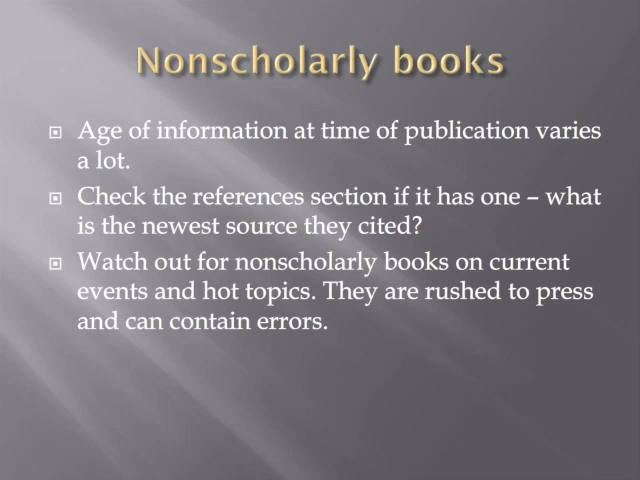 Nonscholarly books
Age of information at time of publication varies
a lot.
Check the references section if it has one – what
is the newest source they cited?
Watch out for nonscholarly books on current
events and hot topics. They are rushed to press
and can contain errors.